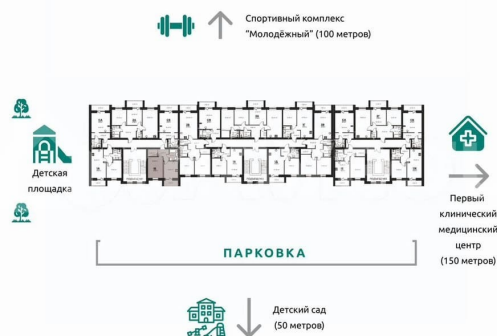 Спортивный комплекс
“Молодёжный” (100 метров)
Детская
площадка
Первый
клинический
медицинский
центр
(150 метров)
ПАРКОВКА
Детский сад
(50 метров)